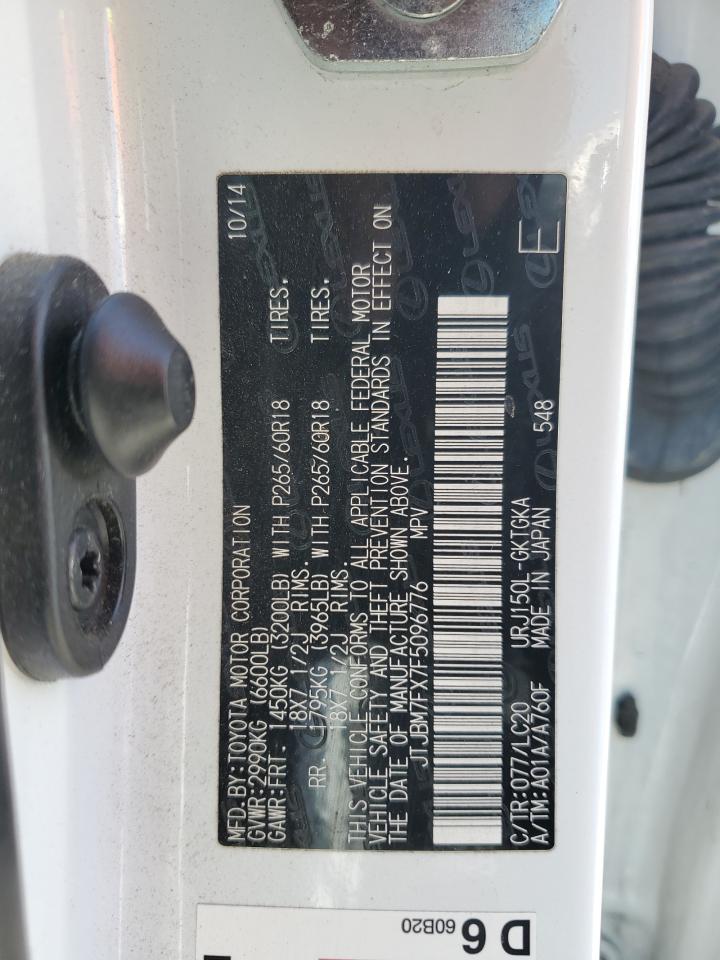 MFD.BY:TOYOTA MOTOR CORPORATION 10/14
GVWR:2990KG (6600LB)
GAWR:FRT: 1450KG (3200LB) WITH P265/60R18 TIRES.
18X7 1/2J RIMS.
RR. 1795KG (3965LB) WITH P265/60R18 TIRES.
18X7 1/2J RIMS.
THIS VEHICLE CONFORMS TO ALL APPLICABLE FEDERAL MOTOR
VEHICLE SAFETY AND THEFT PREVENTION STANDARDS IN EFFECT ON
THE DATE OF MANUFACTURE SHOWN ABOVE.
JTJBM7FX7F5096776 MPV
C/TR:077/LC20 URJ150L-GKTGKA 548
A/TM:A01A/A760F MADE IN JAPAN E
LEXUS
D 6
60B20